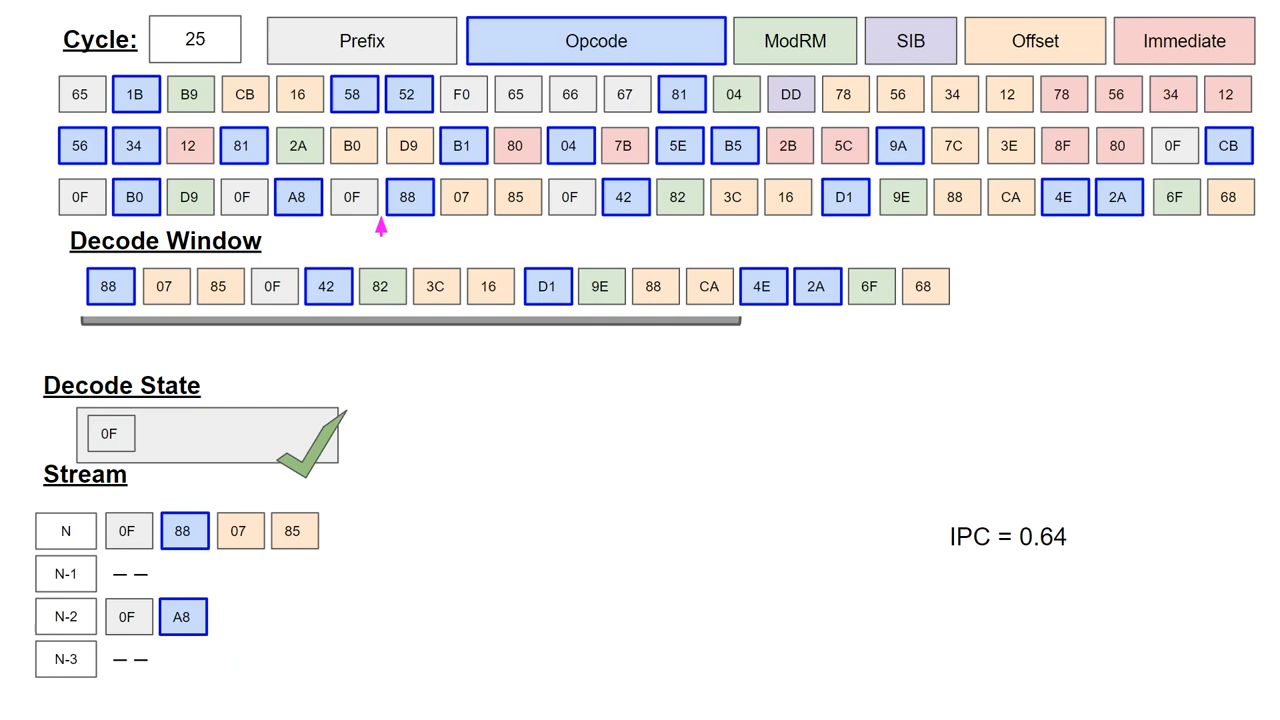 Cycle: 25 Prefix Opcode ModRM SIB Offset Immediate
65 1B B9 CB 16 58 52 F0 65 66 67 81 04 DD 78 56 34 12 78 56 34 12
56 34 12 81 2A B0 D9 B1 80 04 7B 5E B5 2B 5C 9A 7C 3E 8F 80 0F CB
0F B0 D9 0F A8 0F 88 07 85 0F 42 82 3C 16 D1 9E 88 CA 4E 2A 6F 68
Decode Window
88 07 85 0F 42 82 3C 16 D1 9E 88 CA 4E 2A 6F 68
Decode State
0F
Stream
N 0F 88 07 85
IPC = 0.64
N-1 – –
N-2 0F A8
N-3 – –